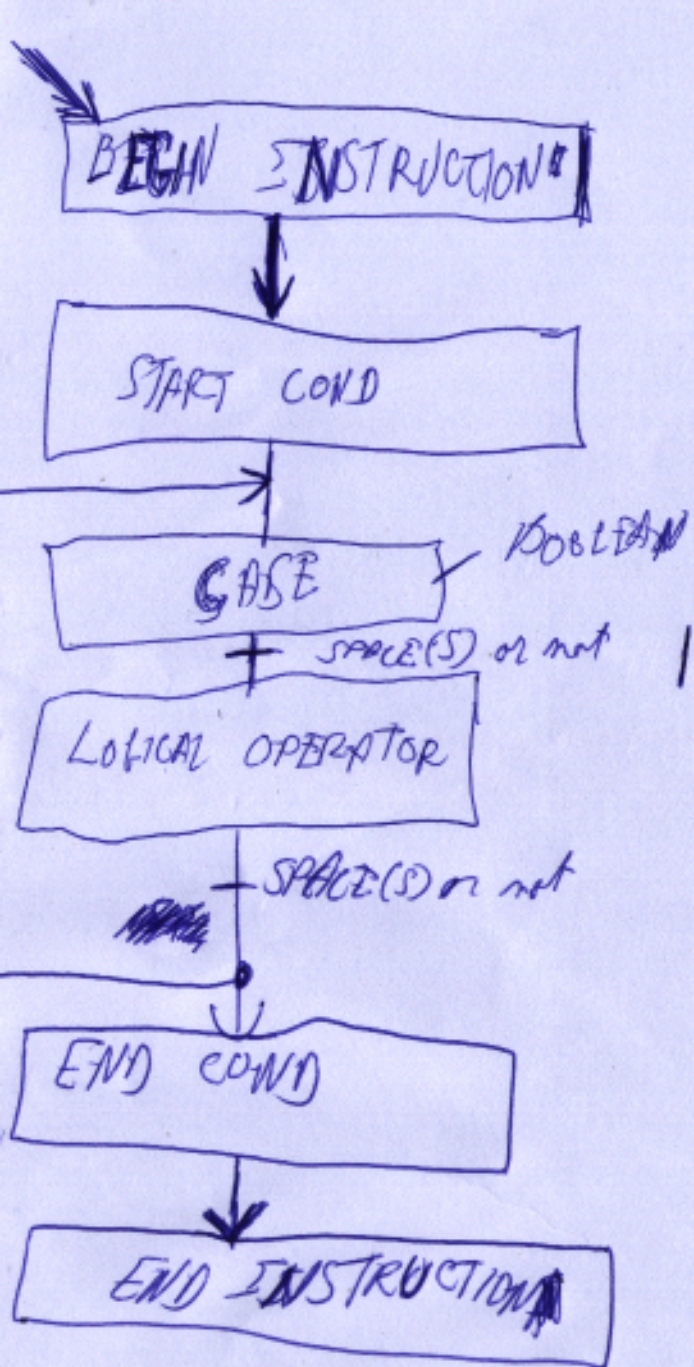 BEGIN INSTRUCTION
START COND
CASE
BOOLEAN
SPACE(S) or not
LOGICAL OPERATOR
SPACE(S) or not
END COND
END INSTRUCTION